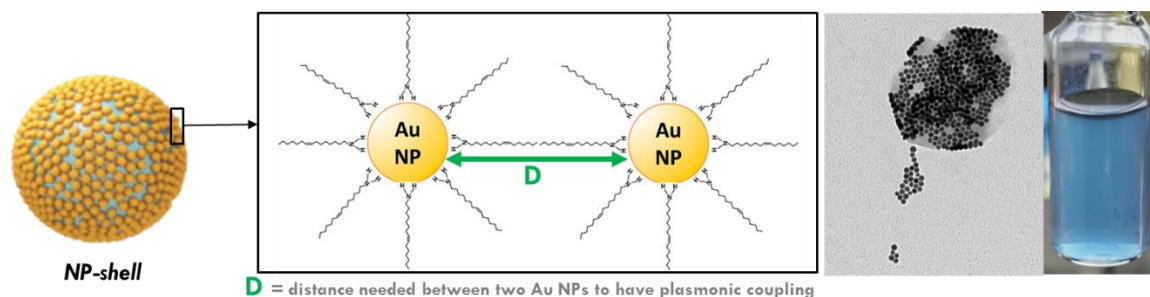 NP-shell
Au
NP
D
Au
NP
D = distance needed between two Au NPs to have plasmonic coupling